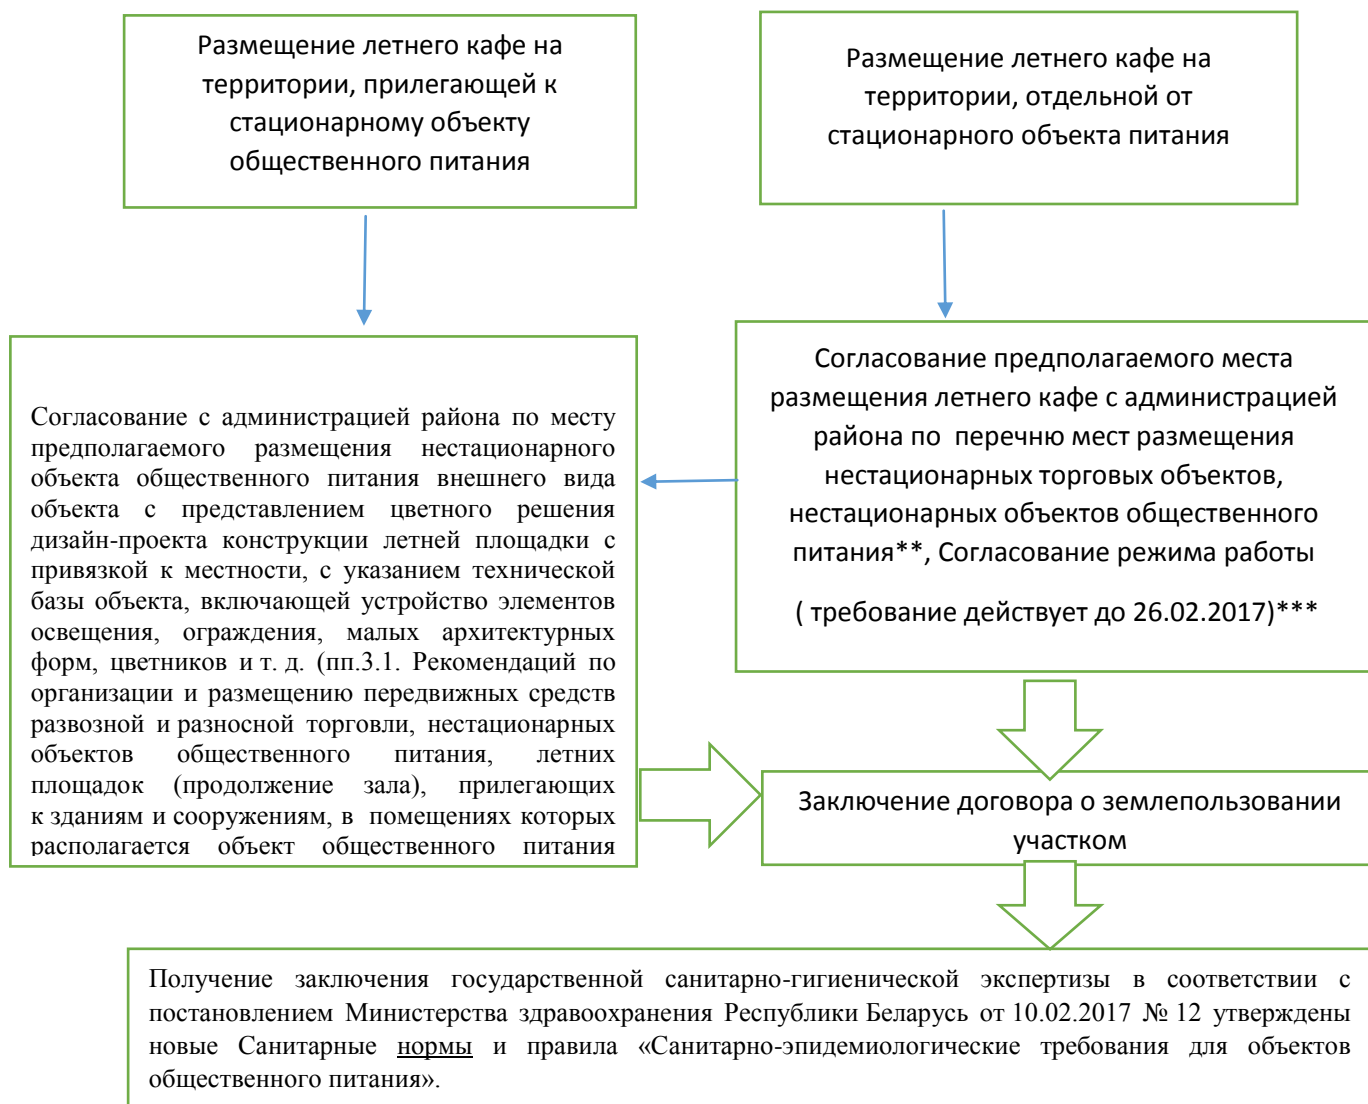 Размещение летнего кафе на
территории, прилегающей к
стационарному объекту
общественного питания
Размещение летнего кафе на
территории, отдельной от
стационарного объекта питания
Согласование с администрацией района по месту
предполагаемого размещения нестационарного
объекта общественного питания внешнего вида
объекта с представлением цветного решения
дизайн-проекта конструкции летней площадки с
привязкой к местности, с указанием технической
базы объекта, включающей устройство элементов
освещения, ограждения, малых архитектурных
форм, цветников и т. д. (пп.3.1. Рекомендаций по
организации и размещению передвижных средств
развозной и разносной торговли, нестационарных
объектов общественного питания, летних
площадок (продолжение зала), прилегающих
к зданиям и сооружениям, в помещениях которых
располагается объект общественного питания
Согласование предполагаемого места
размещения летнего кафе с администрацией
района по перечню мест размещения
нестационарных торговых объектов,
нестационарных объектов общественного
питания**, Согласование режима работы
( требование действует до 26.02.2017)***
Заключение договора о землепользовании
участком
Получение заключения государственной санитарно-гигиенической экспертизы в соответствии с
постановлением Министерства здравоохранения Республики Беларусь от 10.02.2017 № 12 утверждены
новые Санитарные нормы и правила «Санитарно-эпидемиологические требования для объектов
общественного питания».